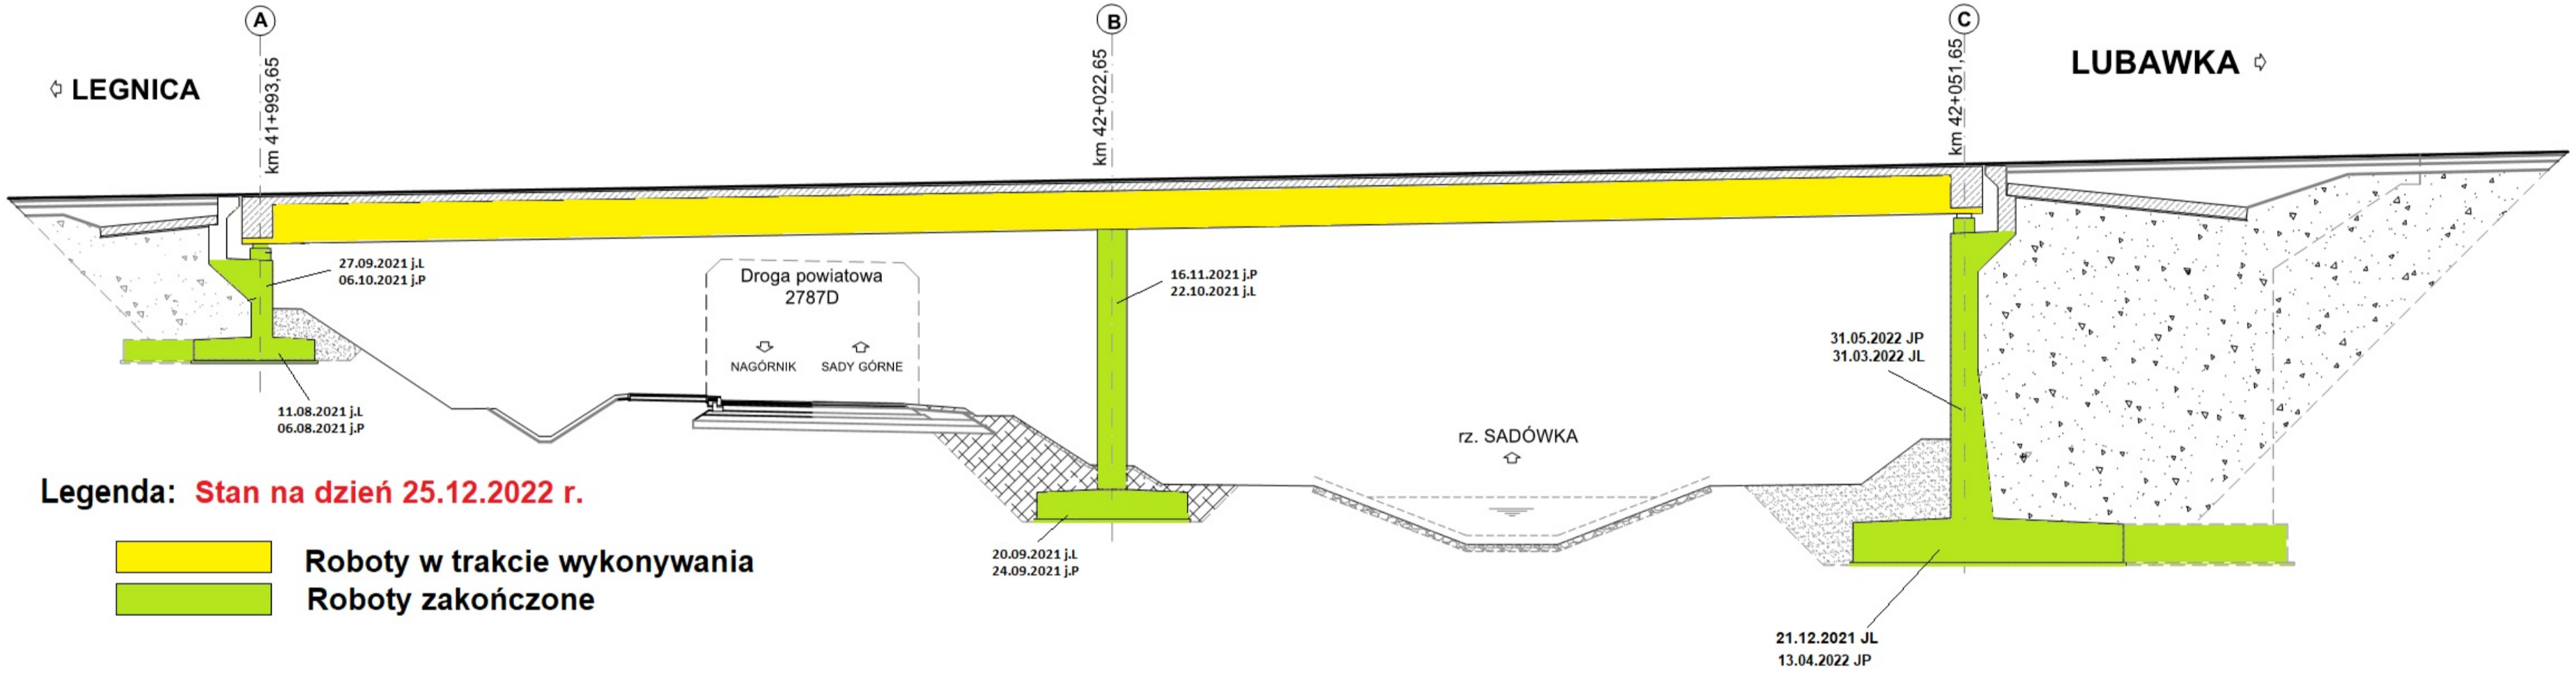 A
B
C
km 41+993,65
km 42+022,65
km 42+051,65
LEGNICA
LUBAWKA
27.09.2021 j.L
06.10.2021 j.P
Droga powiatowa
2787D
NAGÓRNIK
SADY GÓRNE
16.11.2021 j.P
22.10.2021 j.L
31.05.2022 JP
31.03.2022 JL
11.08.2021 j.L
06.08.2021 j.P
rz. SADÓWKA
Legenda: Stan na dzień 25.12.2022 r.
Roboty w trakcie wykonywania
Roboty zakończone
20.09.2021 j.L
24.09.2021 j.P
21.12.2021 JL
13.04.2022 JP